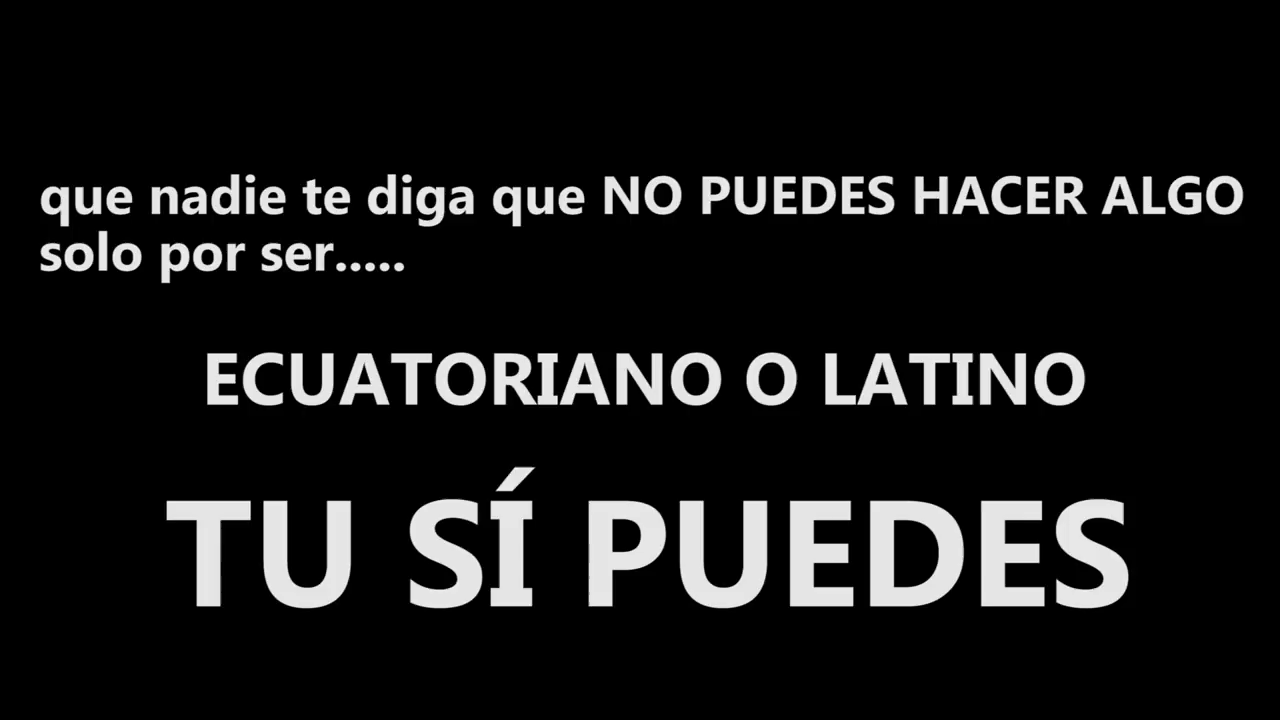 que nadie te diga que NO PUEDES HACER ALGO
solo por ser.....
ECUATORIANO O LATINO
TU SÍ PUEDES